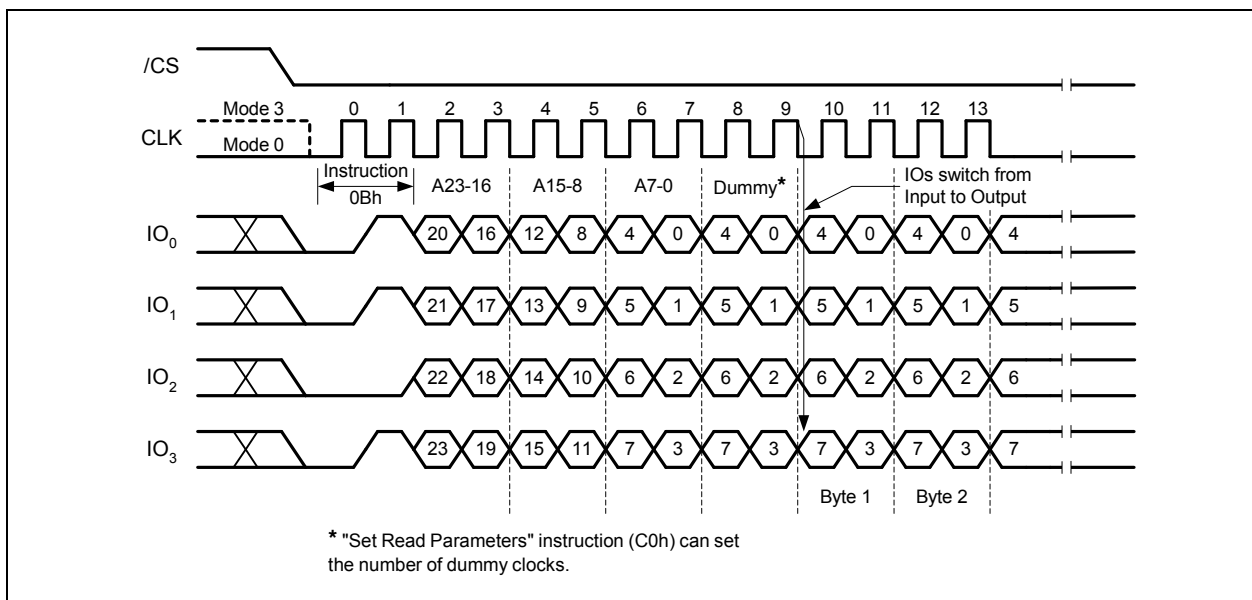 /CS
Mode 3 0 1 2 3 4 5 6 7 8 9 10 11 12 13
CLK
Mode 0
Instruction
0Bh
A23-16 A15-8 A7-0 Dummy*
IOs switch from
Input to Output
IO0 20 16 12 8 4 0 4 0 4 0 4 0 4
IO1 21 17 13 9 5 1 5 1 5 1 5 1 5
IO2 22 18 14 10 6 2 6 2 6 2 6 2 6
IO3 23 19 15 11 7 3 7 3 7 3 7 3 7
Byte 1 Byte 2
* "Set Read Parameters" instruction (C0h) can set
the number of dummy clocks.